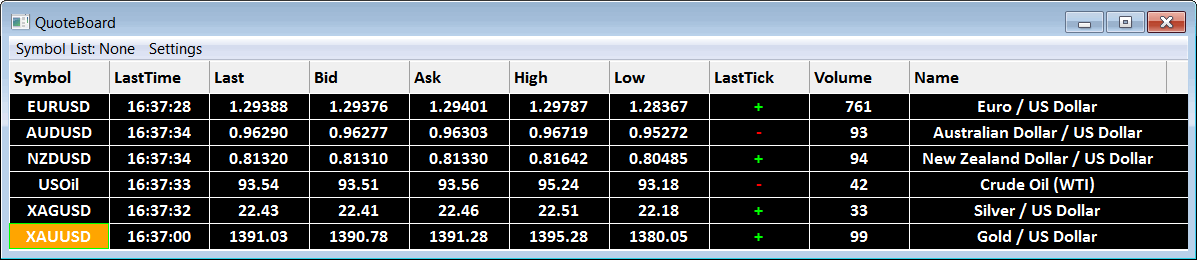 QuoteBoard
Symbol List: None Settings
Symbol LastTime Last Bid Ask High Low LastTick Volume Name
EURUSD 16:37:28 1.29388 1.29376 1.29401 1.29787 1.28367 + 761 Euro / US Dollar
AUDUSD 16:37:34 0.96290 0.96277 0.96303 0.96719 0.95272 - 93 Australian Dollar / US Dollar
NZDUSD 16:37:34 0.81320 0.81310 0.81330 0.81642 0.80485 + 94 New Zealand Dollar / US Dollar
USOil 16:37:33 93.54 93.51 93.56 95.24 93.18 - 42 Crude Oil (WTI)
XAGUSD 16:37:32 22.43 22.41 22.46 22.51 22.18 + 33 Silver / US Dollar
XAUUSD 16:37:00 1391.03 1390.78 1391.28 1395.28 1380.05 + 99 Gold / US Dollar